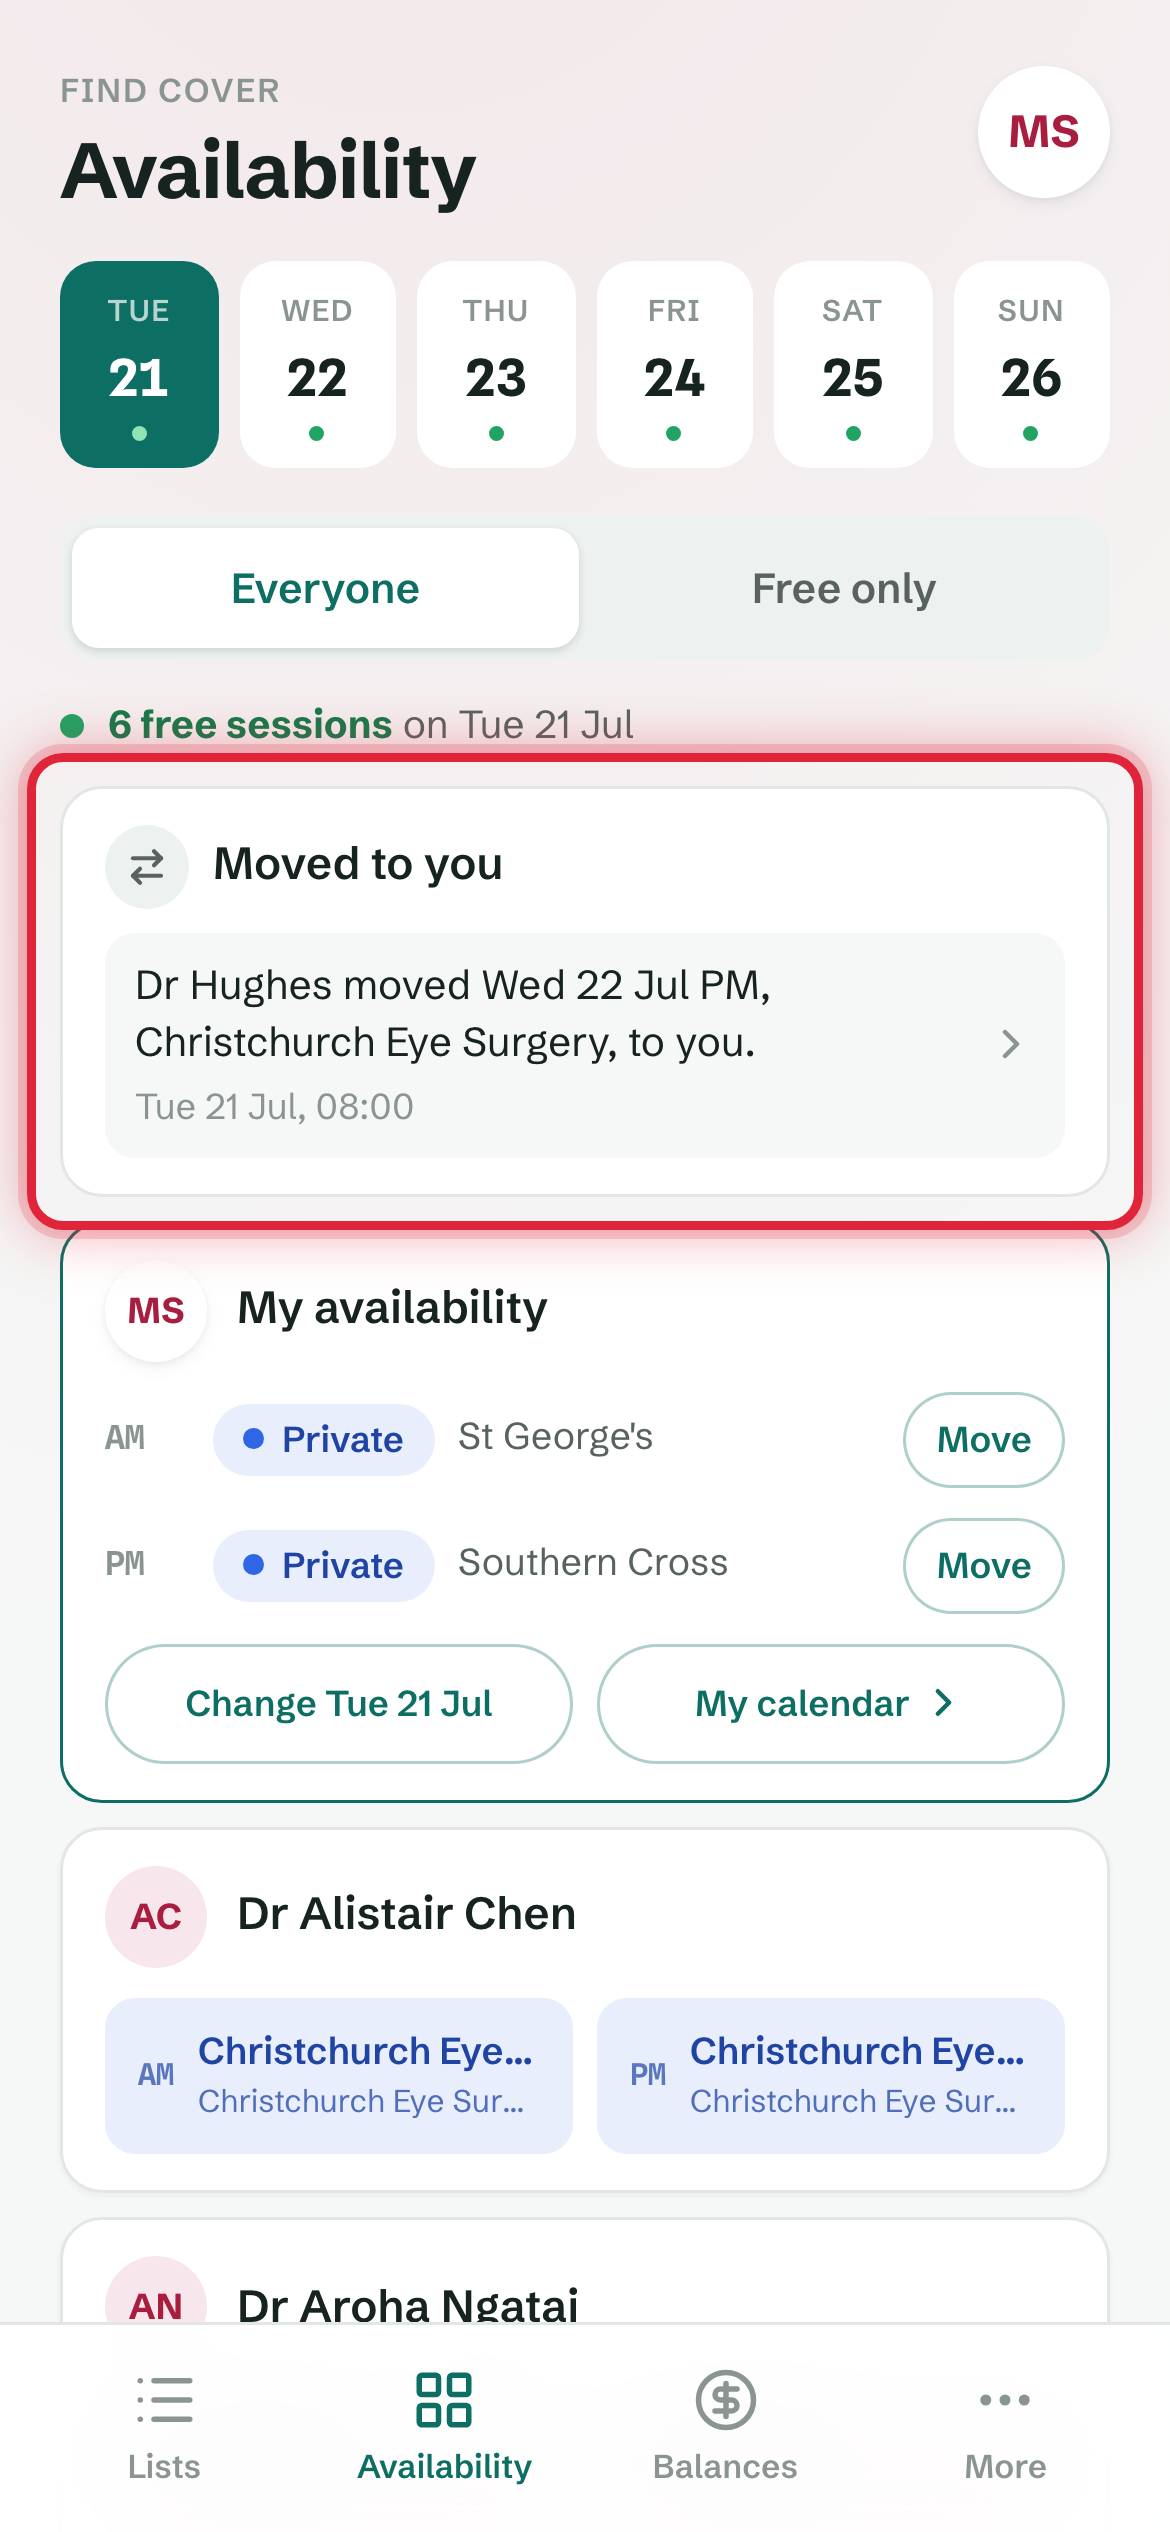 FIND COVER
Availability
MS
TUE WED THU FRI SAT SUN
21 22 23 24 25 26
Everyone Free only
6 free sessions on Tue 21 Jul
Moved to you
Dr Hughes moved Wed 22 Jul PM,
Christchurch Eye Surgery, to you.
Tue 21 Jul, 08:00
MS My availability
AM Private St George's Move
PM Private Southern Cross Move
Change Tue 21 Jul My calendar
AC Dr Alistair Chen
AM Christchurch Eye...
Christchurch Eye Sur...
PM Christchurch Eye...
Christchurch Eye Sur...
AN Dr Aroha Ngatai
Lists Availability Balances More